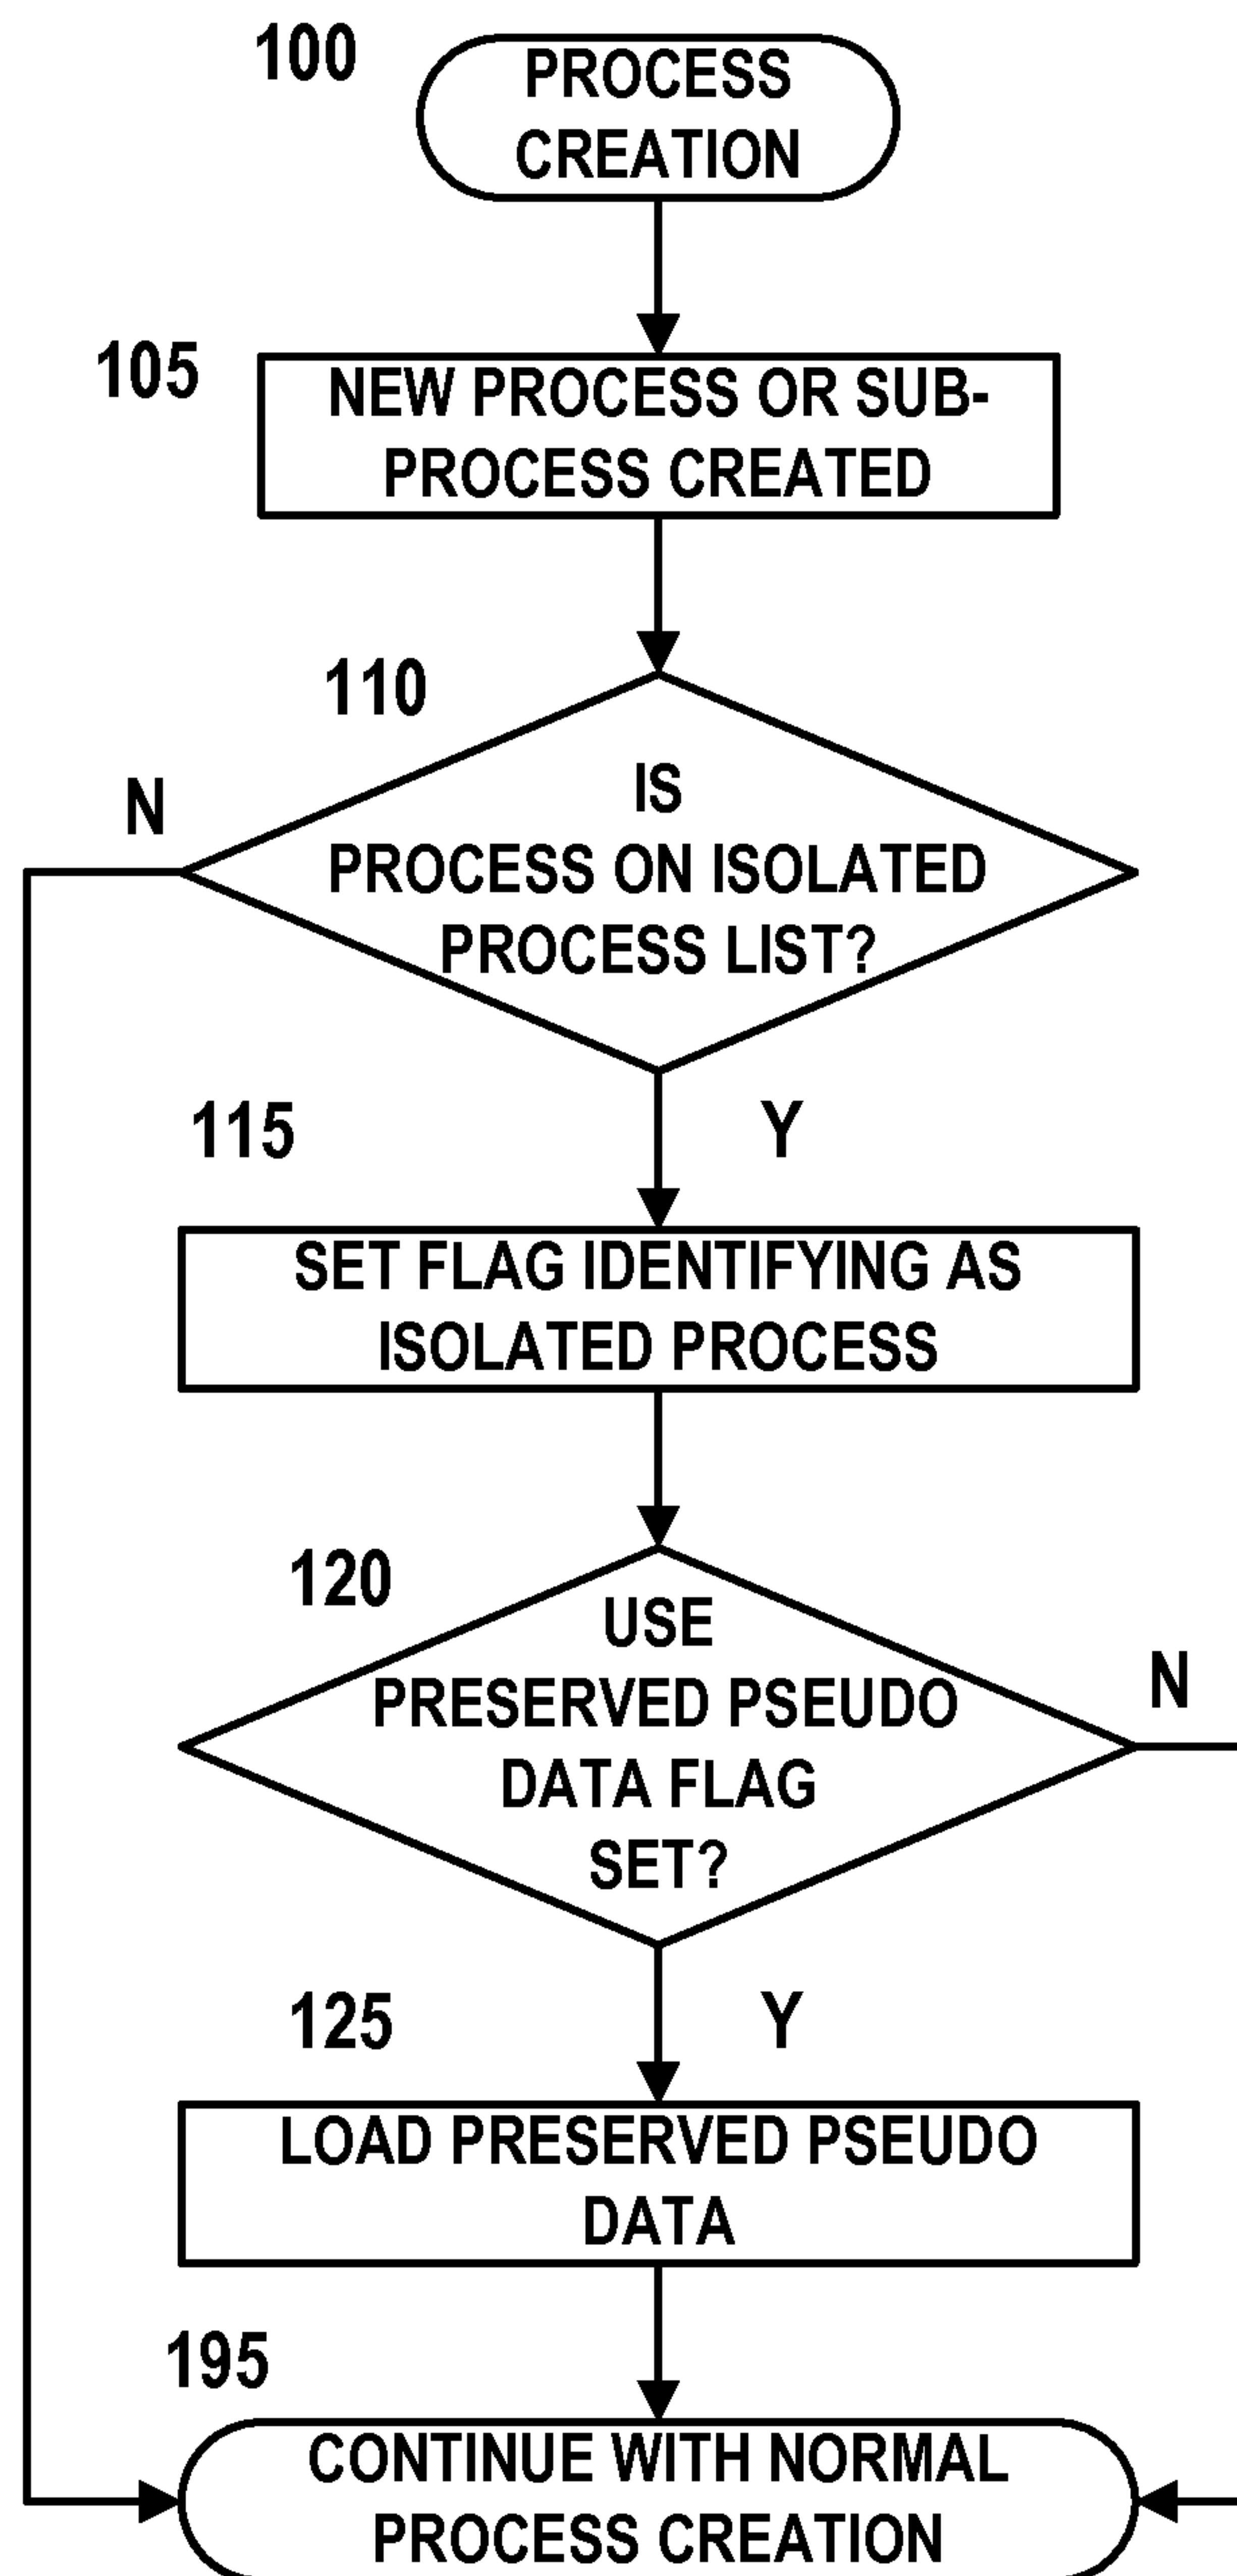 100
PROCESS
CREATION
105
NEW PROCESS OR SUB-
PROCESS CREATED
110
N
IS
PROCESS ON ISOLATED
PROCESS LIST?
115
Y
SET FLAG IDENTIFYING AS
ISOLATED PROCESS
120
USE
N
PRESERVED PSEUDO
DATA FLAG
SET?
125
Y
LOAD PRESERVED PSEUDO
DATA
195
CONTINUE WITH NORMAL
PROCESS CREATION